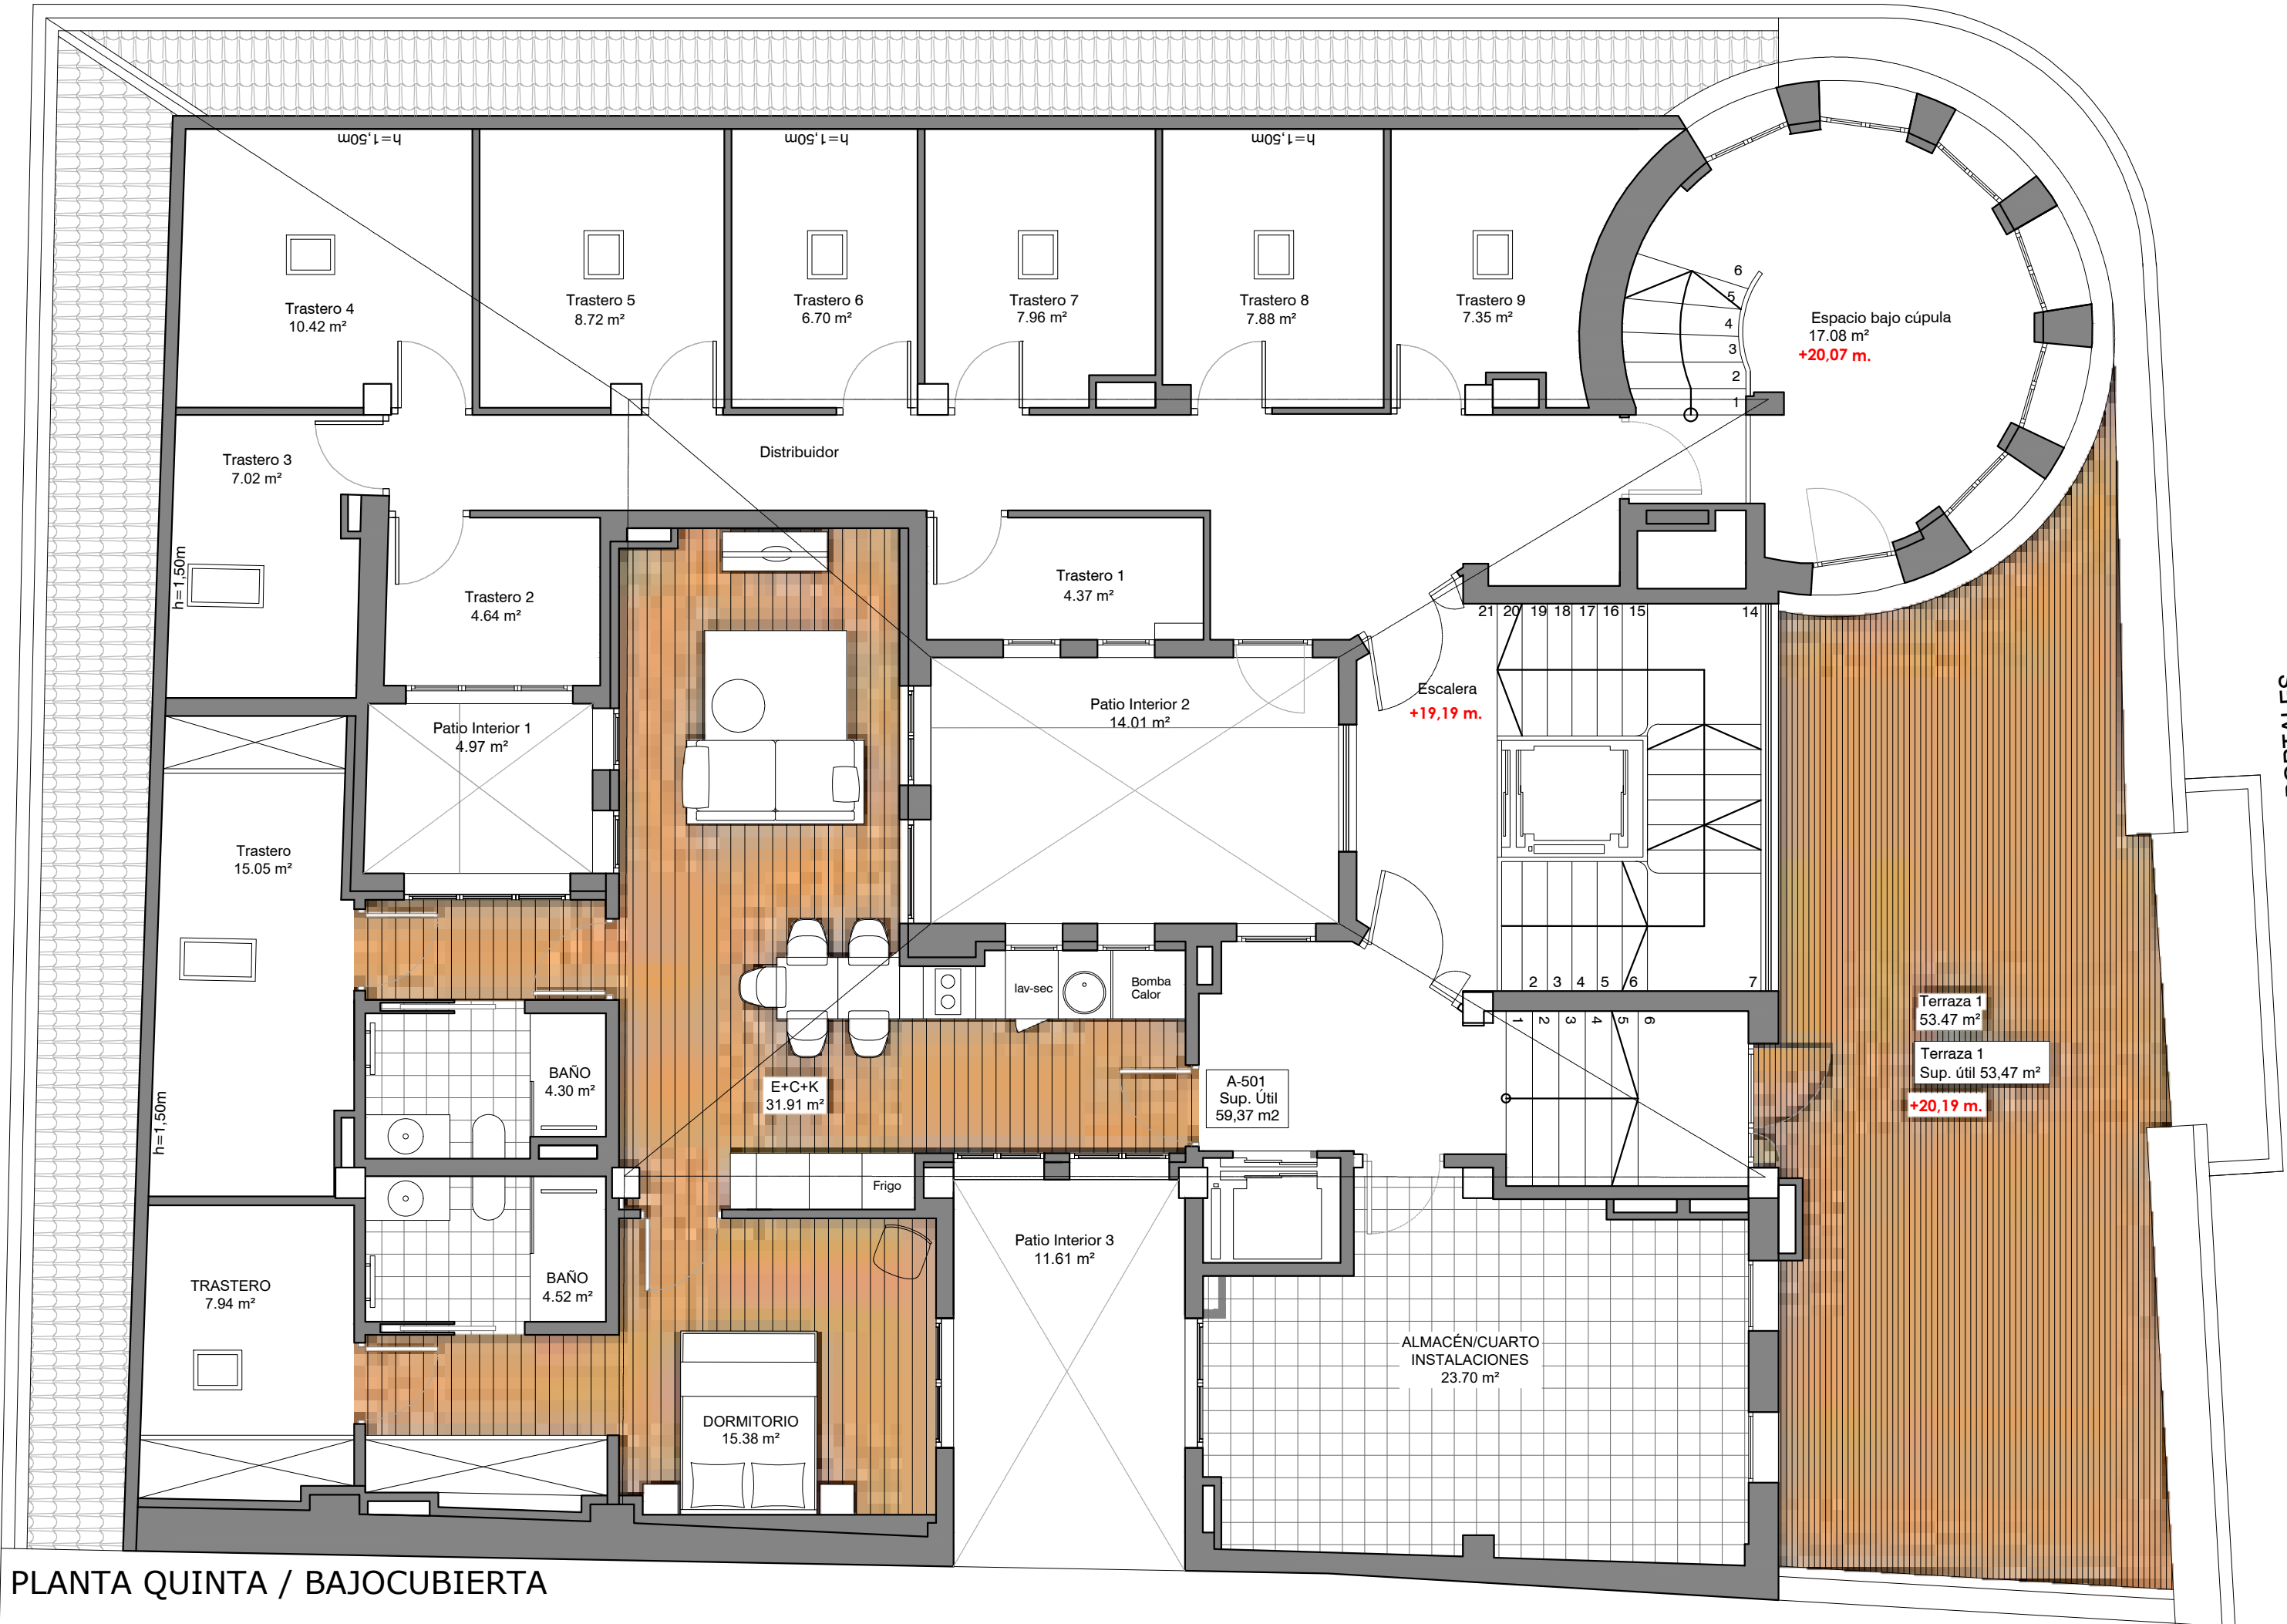 h=1,50m
h=1,50m
h=1,50m
Trastero 4
10.42 m²
Trastero 5
8.72 m²
Trastero 6
6.70 m²
Trastero 7
7.96 m²
Trastero 8
7.88 m²
Trastero 9
7.35 m²
6
5
4
3
2
1
Espacio bajo cúpula
17.08 m²
+20,07 m.
Distribuidor
Trastero 3
7.02 m²
h=1,50m
Trastero 2
4.64 m²
Trastero 1
4.37 m²
21 20 19 18 17 16 15 14
Escalera
+19,19 m.
Patio Interior 1
4.97 m²
Patio Interior 2
14.01 m²
Trastero
15.05 m²
h=1,50m
lav-sec
Bomba
Calor
2 3 4 5 6 7
1 2 3 4 5 6
Terraza 1
53.47 m²
Terraza 1
Sup. útil 53,47 m²
+20,19 m.
BAÑO
4.30 m²
E+C+K
31.91 m²
A-501
Sup. Útil
59,37 m2
Frigo
Patio Interior 3
11.61 m²
TRASTERO
7.94 m²
BAÑO
4.52 m²
DORMITORIO
15.38 m²
ALMACÉN/CUARTO
INSTALACIONES
23.70 m²
PLANTA QUINTA / BAJOCUBIERTA